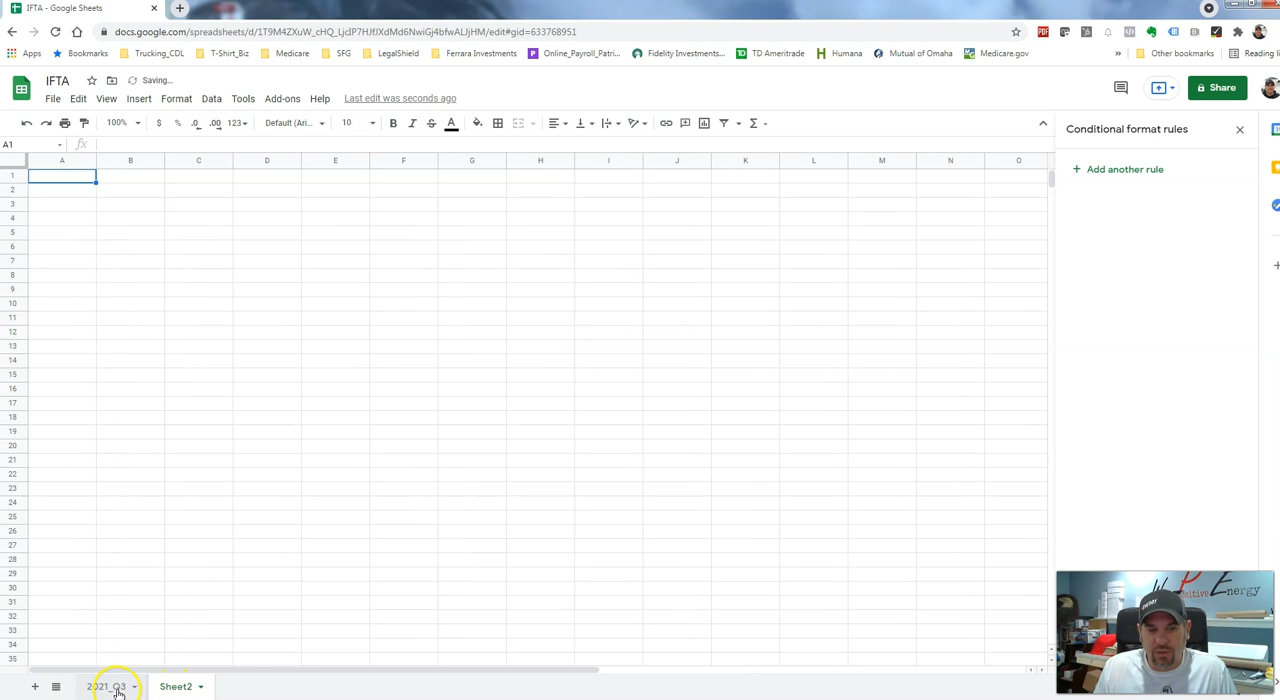 IFTA - Google Sheets
docs.google.com/spreadsheets/d/1T9M4ZXuW_cHQ_IpEIP7HJfJXdMd6NwiGj4bfwALjjHM/edit#gid=633768951
Apps Bookmarks Trucking_CDL T-Shirt_Biz Medicare SFG LegalShield Ferrara Investments Online_Payroll_Patri... Fidelity Investments... TD Ameritrade Humana Mutual of Omaha Medicare.gov » Other bookmarks Reading li
IFTA Saving...
File Edit View Insert Format Data Tools Add-ons Help Last edit was seconds ago
Share
100% $ % .0 .00 123 Default (Ari... 10 B I S A Σ
Conditional format rules
A1 fx
A B C D E F G H I J K L M N O
+ Add another rule
1
2
3
4
5
6
7
8
9
10
11
12
13
14
15
16
17
18
19
20
21
22
23
24
25
26
27
28
29
30
31
32
33
34
35
Energy
2021_Q3 Sheet2